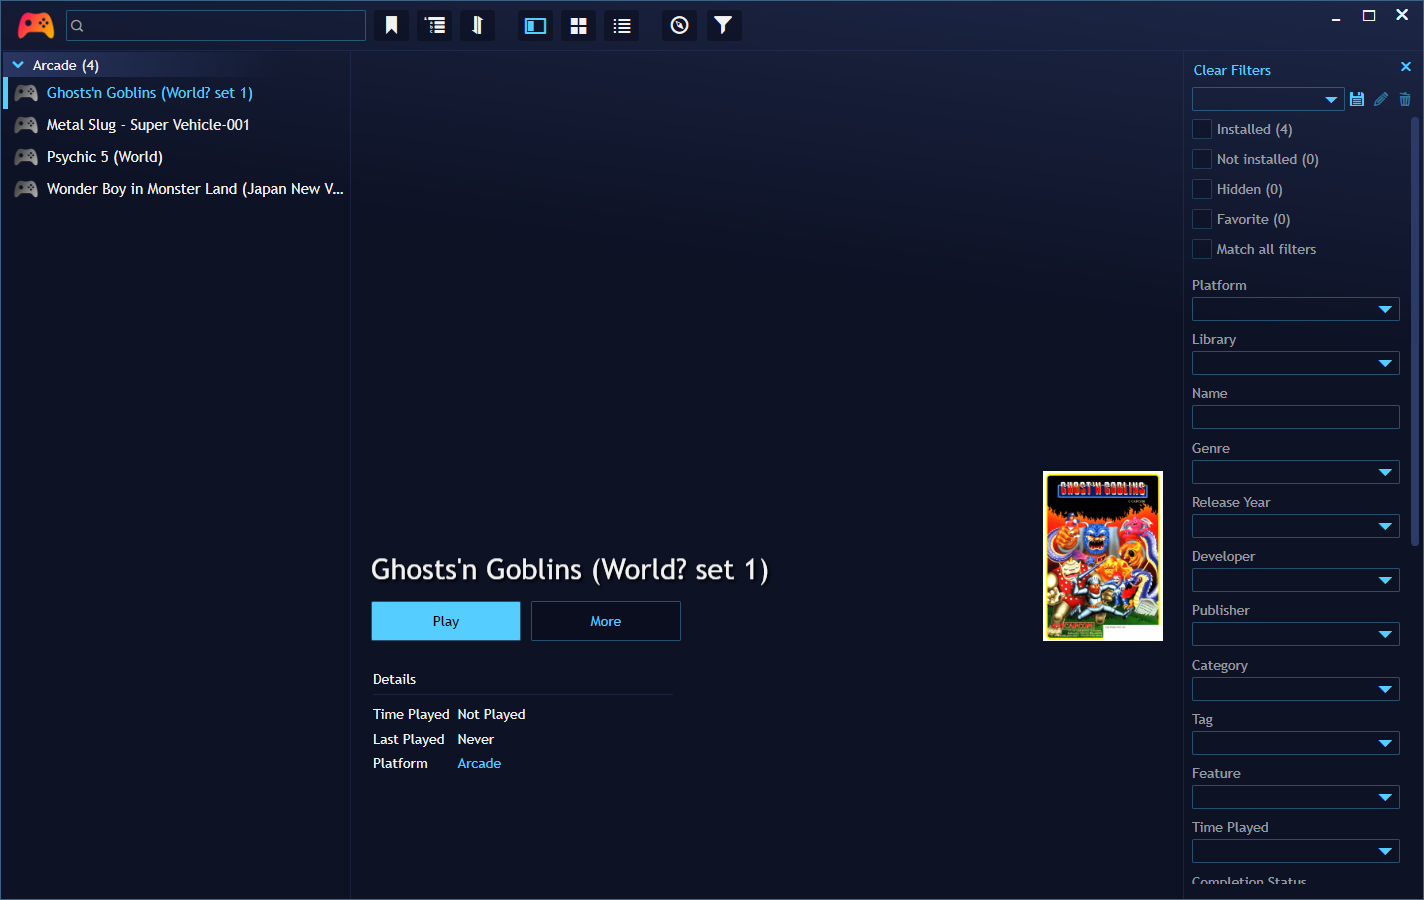 Arcade (4)
Ghosts'n Goblins (World? set 1)
Metal Slug - Super Vehicle-001
Psychic 5 (World)
Wonder Boy in Monster Land (Japan New V...
GHOST'N GOBLINS
Ghosts'n Goblins (World? set 1)
Play
More
Details
Time Played Not Played
Last Played Never
Platform Arcade
Clear Filters
Installed (4)
Not installed (0)
Hidden (0)
Favorite (0)
Match all filters
Platform
Library
Name
Genre
Release Year
Developer
Publisher
Category
Tag
Feature
Time Played
Completion Status